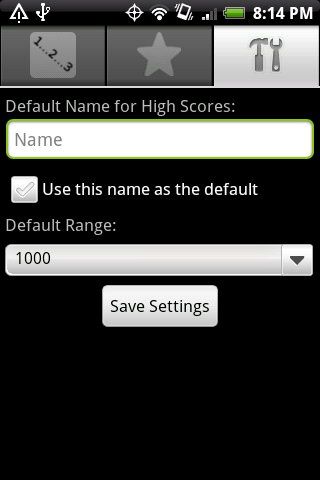 8:14 PM
1...2...3
Default Name for High Scores:
Name
Use this name as the default
Default Range:
1000
Save Settings